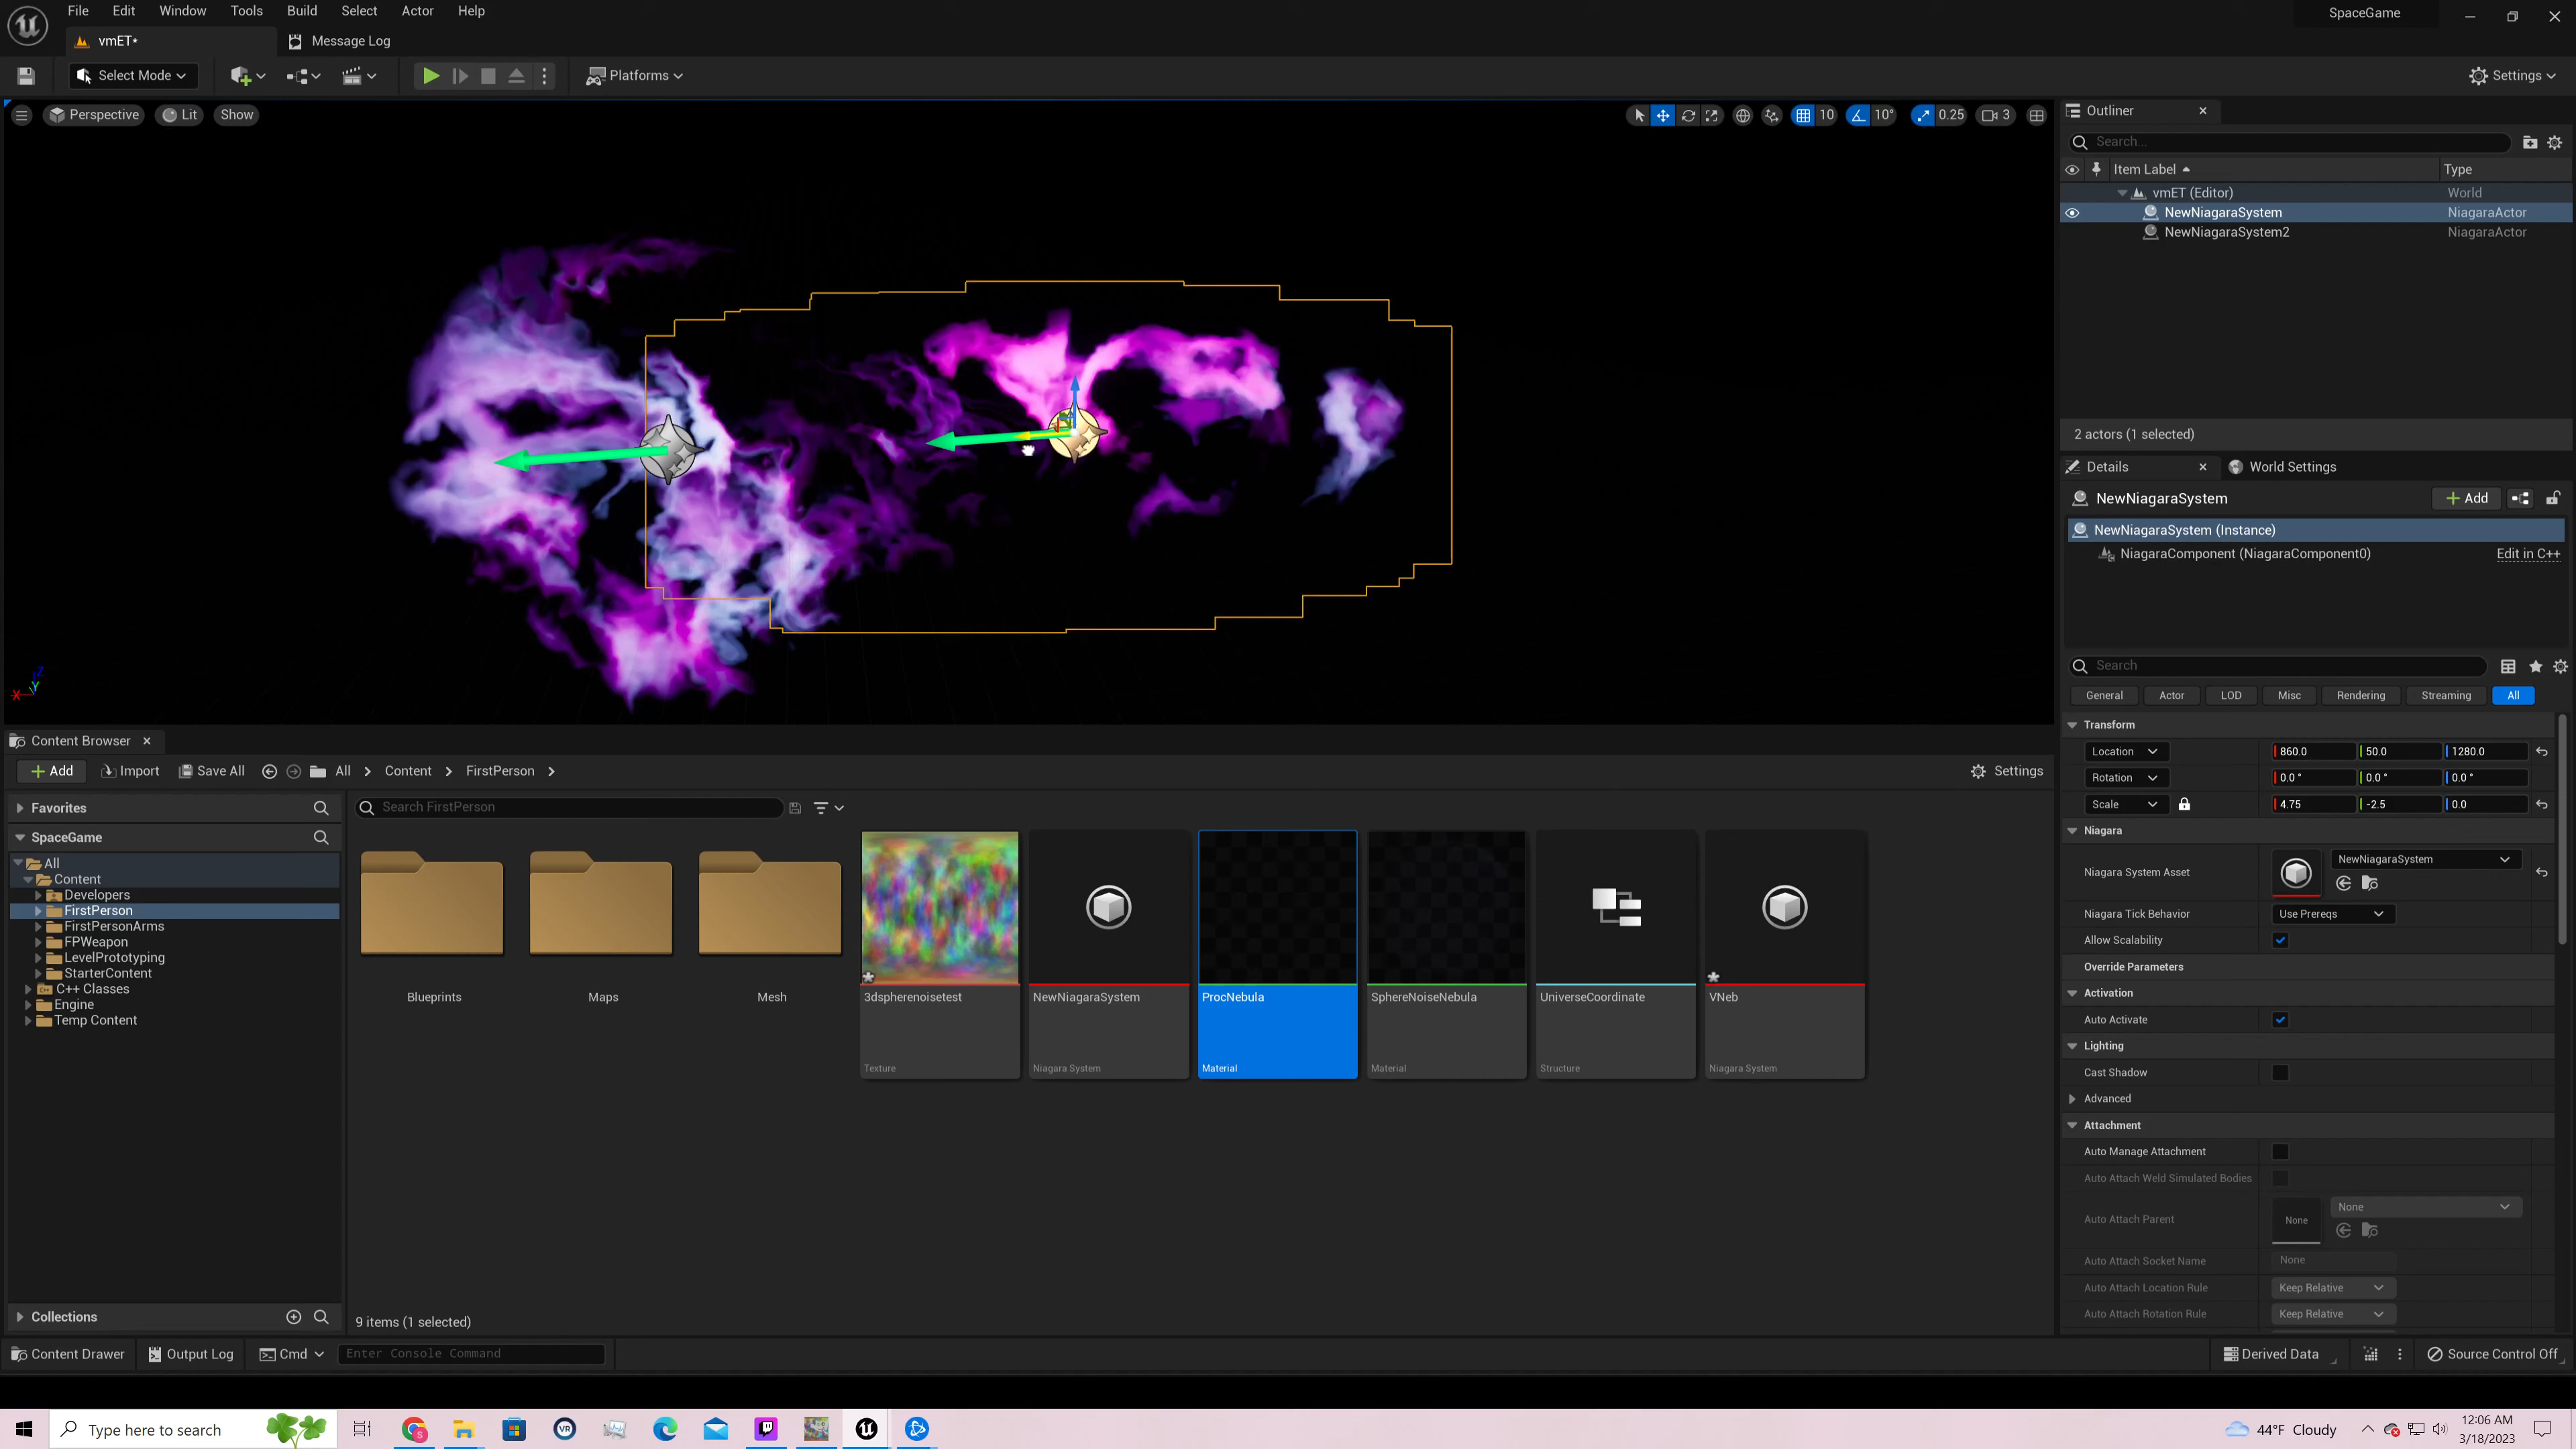 File Edit Window Tools Build Select Actor Help
SpaceGame
vmET*
Message Log
Select Mode
Platforms
Settings
Perspective
Lit
Show
10
10°
0.25
3
Outliner
Search...
Item Label
Type
vmET (Editor)
World
NewNiagaraSystem
NiagaraActor
NewNiagaraSystem2
NiagaraActor
2 actors (1 selected)
Details
World Settings
NewNiagaraSystem
Add
NewNiagaraSystem (Instance)
NiagaraComponent (NiagaraComponent0)
Edit in C++
Search
General
Actor
LOD
Misc
Rendering
Streaming
All
Transform
Location
860.0
50.0
1280.0
Rotation
0.0 °
0.0 °
0.0 °
Scale
4.75
-2.5
0.0
Niagara
Niagara System Asset
NewNiagaraSystem
Niagara Tick Behavior
Use Prereqs
Allow Scalability
Override Parameters
Activation
Auto Activate
Lighting
Cast Shadow
Advanced
Attachment
Auto Manage Attachment
Auto Attach Weld Simulated Bodies
Auto Attach Parent
None
None
Auto Attach Socket Name
None
Auto Attach Location Rule
Keep Relative
Auto Attach Rotation Rule
Keep Relative
X
Y
Z
Content Browser
Add
Import
Save All
All
Content
FirstPerson
Settings
Favorites
Search FirstPerson
SpaceGame
All
Content
Developers
FirstPerson
FirstPersonArms
FPWeapon
LevelPrototyping
StarterContent
C++ Classes
Engine
Temp Content
Blueprints
Maps
Mesh
3dspherenoisetest
Texture
NewNiagaraSystem
Niagara System
ProcNebula
Material
SphereNoiseNebula
Material
UniverseCoordinate
Structure
VNeb
Niagara System
Collections
9 items (1 selected)
Content Drawer
Output Log
Cmd
Enter Console Command
Derived Data
Source Control Off
Type here to search
VR
S
44°F Cloudy
12:06 AM
3/18/2023